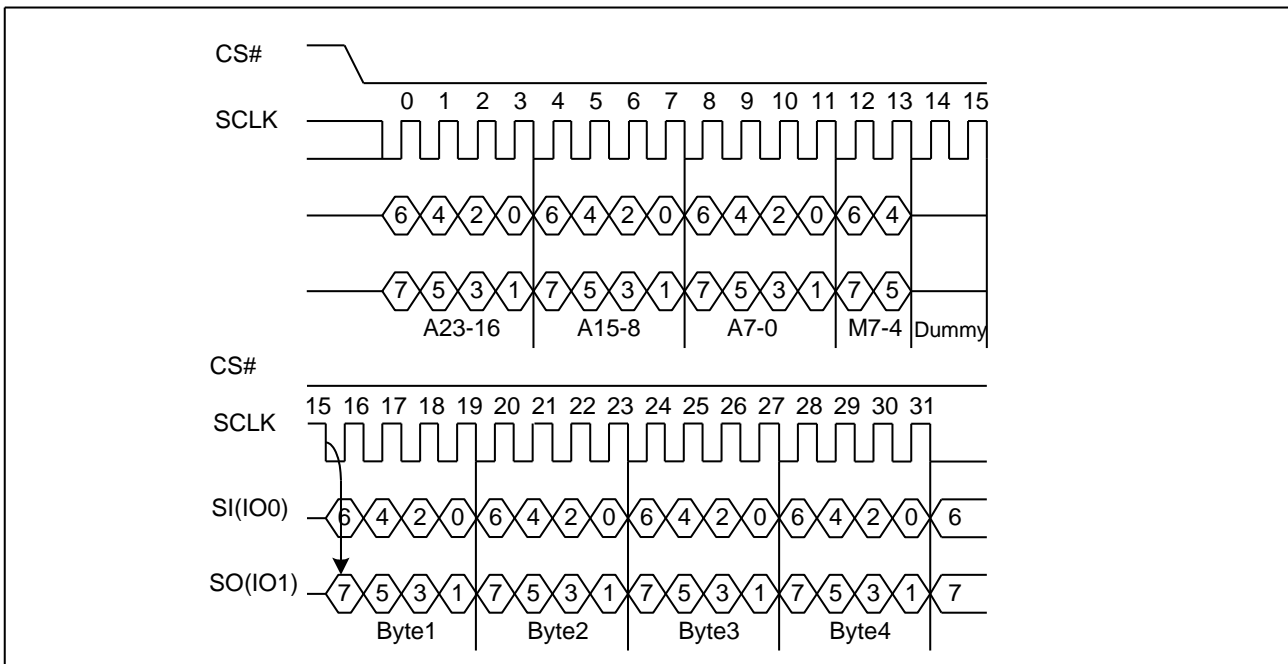 CS#
0 1 2 3 4 5 6 7 8 9 10 11 12 13 14 15
SCLK
6 4 2 0 6 4 2 0 6 4 2 0 6 4
7 5 3 1 7 5 3 1 7 5 3 1 7 5
A23-16 A15-8 A7-0 M7-4 Dummy
CS#
15 16 17 18 19 20 21 22 23 24 25 26 27 28 29 30 31
SCLK
SI(IO0) 6 4 2 0 6 4 2 0 6 4 2 0 6 4 2 0 6
SO(IO1) 7 5 3 1 7 5 3 1 7 5 3 1 7 5 3 1 7
Byte1 Byte2 Byte3 Byte4